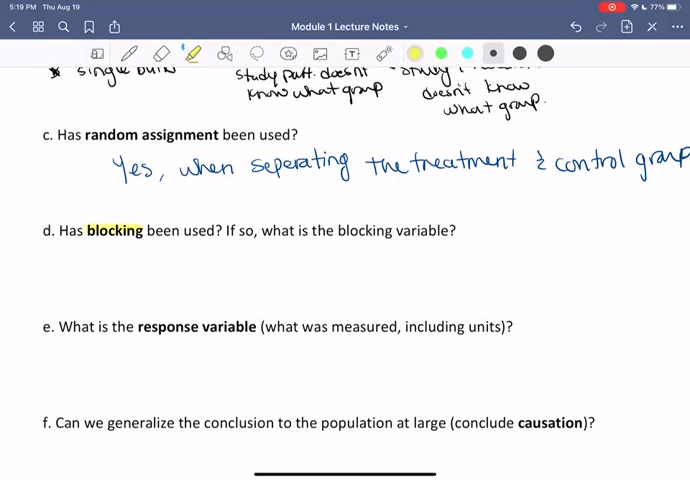 5:19 PM Thu Aug 19
77%
Module 1 Lecture Notes
* single
study part. doesn't
know what group
study
doesn't know
what group.
c. Has random assignment been used?
Yes, when seperating the treatment & control group
d. Has blocking been used? If so, what is the blocking variable?
e. What is the response variable (what was measured, including units)?
f. Can we generalize the conclusion to the population at large (conclude causation)?